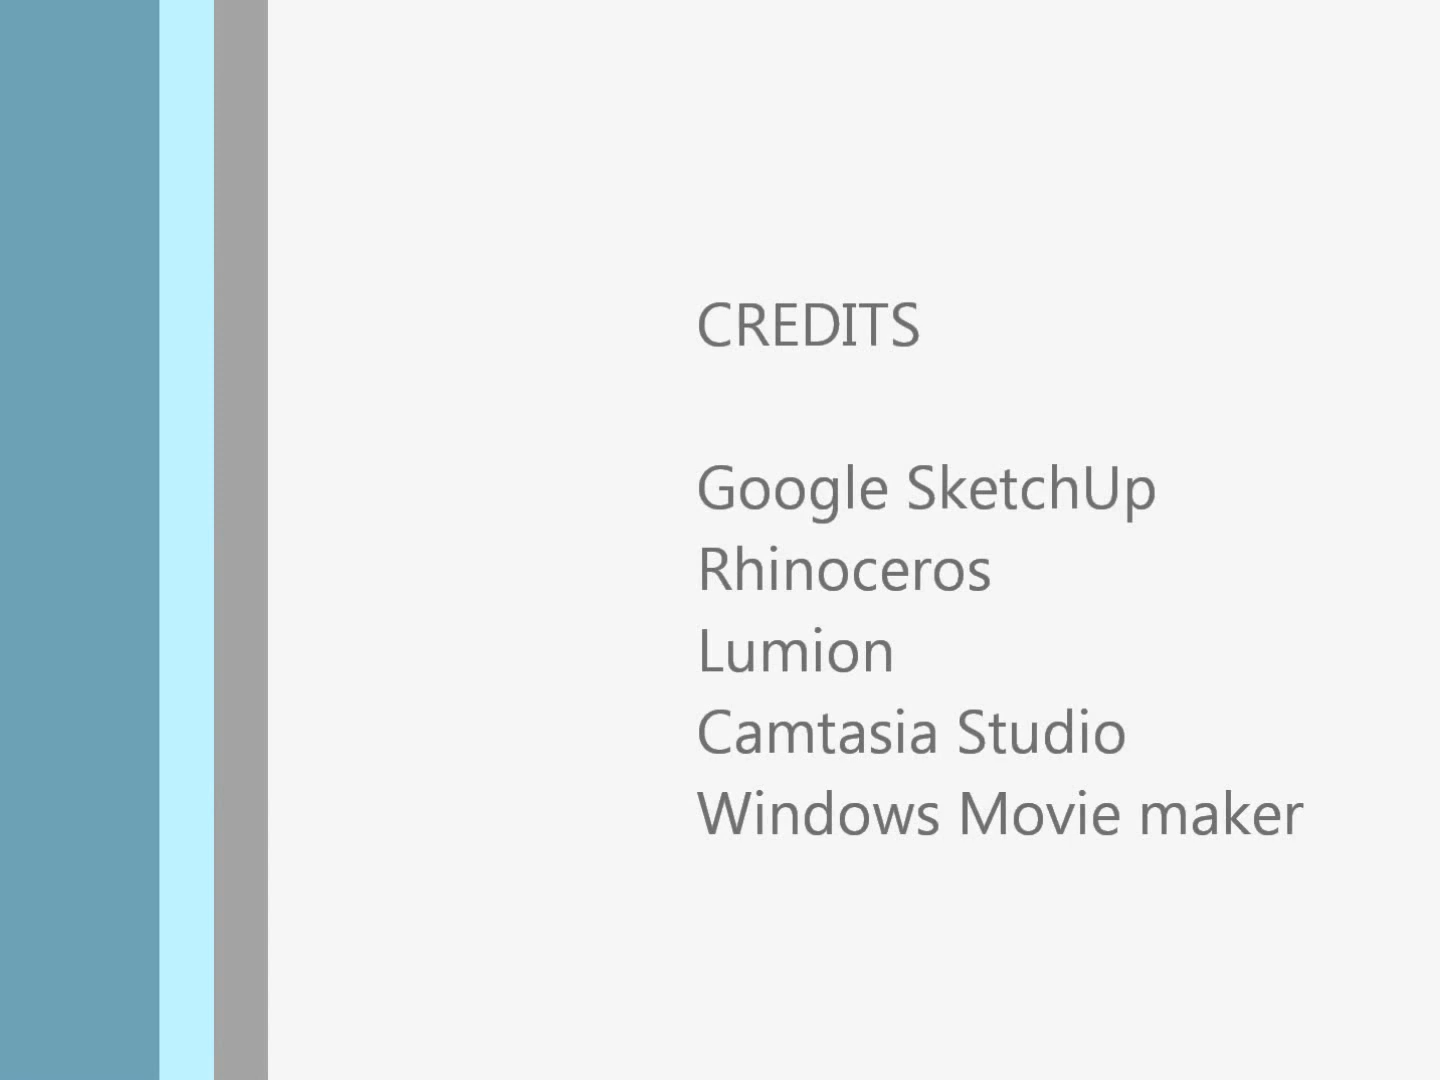 CREDITS
Google SketchUp
Rhinoceros
Lumion
Camtasia Studio
Windows Movie maker